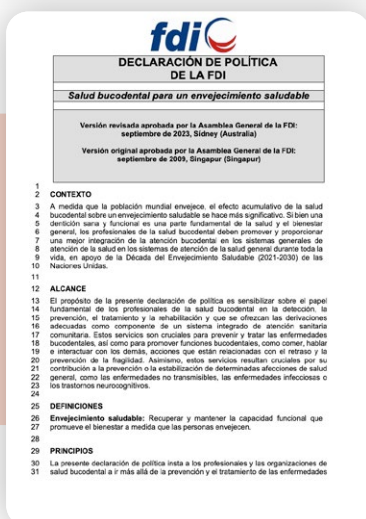 fdi
DECLARACIÓN DE POLÍTICA
DE LA FDI
Salud bucodental para un envejecimiento saludable
Versión revisada aprobada por la Asamblea General de la FDI:
septiembre de 2023, Sídney (Australia)
Versión original aprobada por la Asamblea General de la FDI:
septiembre de 2009, Singapur (Singapur)
1
2 CONTEXTO
3 A medida que la población mundial envejece, el efecto acumulativo de la salud
4 bucodental sobre un envejecimiento saludable se hace más significativo. Si bien una
5 dentición sana y funcional es una parte fundamental de la salud y el bienestar
6 general, los profesionales de la salud bucodental deben promover y proporcionar
7 una mejor integración de la atención bucodental en los sistemas generales de
8 atención de la salud en los sistemas de atención de la salud general durante toda la
9 vida, en apoyo de la Década del Envejecimiento Saludable (2021-2030) de las
10 Naciones Unidas.
11
12 ALCANCE
13 El propósito de la presente declaración de política es sensibilizar sobre el papel
14 fundamental de los profesionales de la salud bucodental en la detección, la
15 prevención, el tratamiento y la rehabilitación y que se ofrezcan las derivaciones
16 adecuadas como componente de un sistema integrado de atención sanitaria
17 comunitaria. Estos servicios son cruciales para prevenir y tratar las enfermedades
18 bucodentales, así como para promover funciones bucodentales, como comer, hablar
19 e interactuar con los demás, acciones que están relacionadas con el retraso y la
20 prevención de la fragilidad. Asimismo, estos servicios resultan cruciales por su
21 contribución a la prevención o la estabilización de determinadas afecciones de salud
22 general, como las enfermedades no transmisibles, las enfermedades infecciosas o
23 los trastornos neurocognitivos.
24
25 DEFINICIONES
26 Envejecimiento saludable: Recuperar y mantener la capacidad funcional que
27 promueve el bienestar a medida que las personas envejecen.
28
29 PRINCIPIOS
30 La presente declaración de política insta a los profesionales y las organizaciones de
31 salud bucodental a ir más allá de la prevención y el tratamiento de las enfermedades